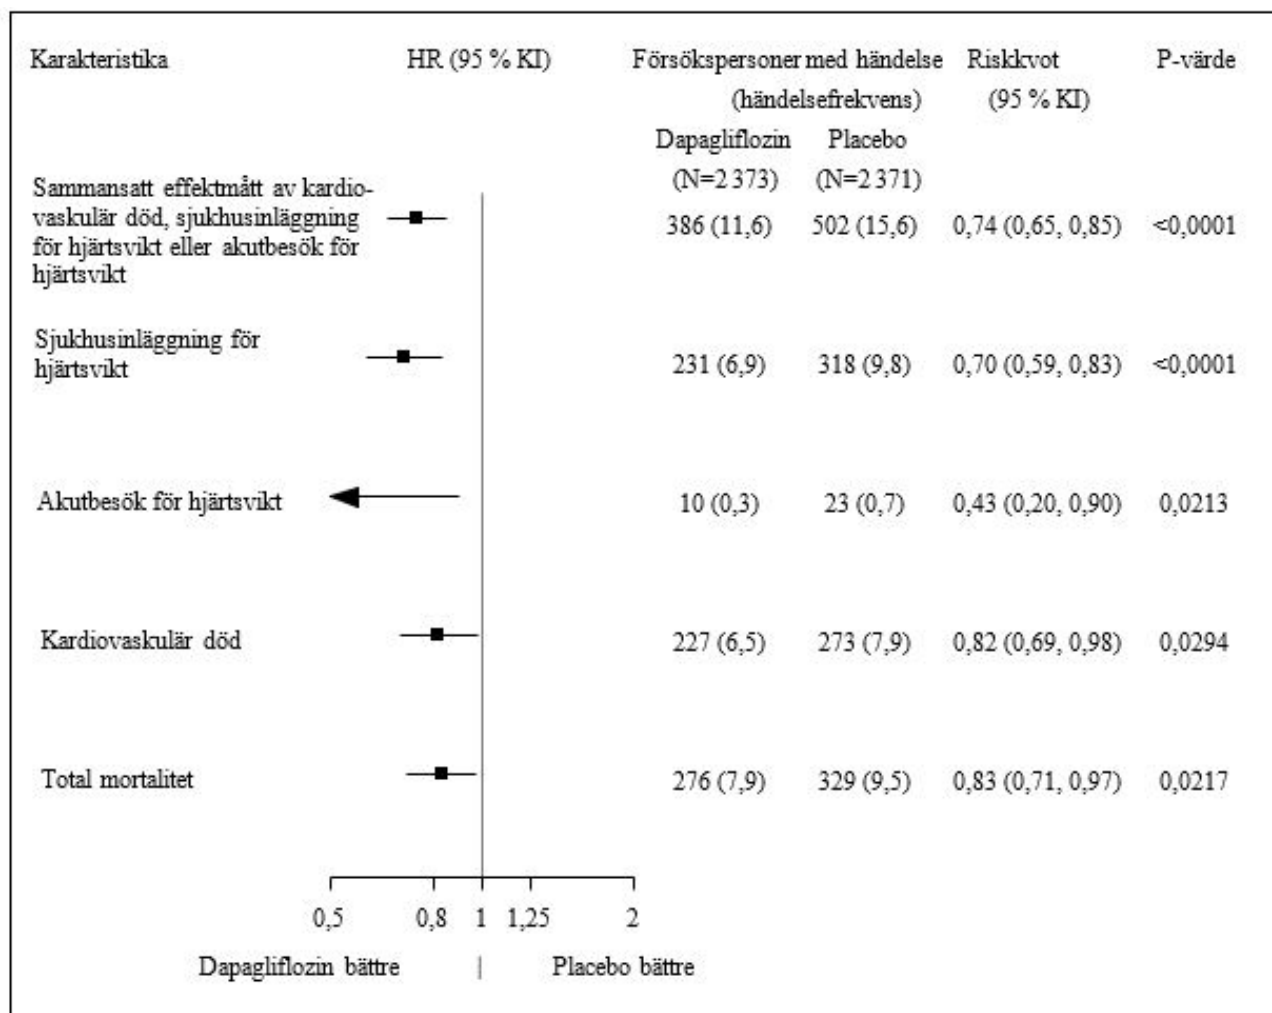 Karakteristika HR (95 % KI) Försökspersoner med händelse Riskkvot P-värde
(händelsefrekvens) (95 % KI)
Dapagliflozin Placebo
(N=2 373) (N=2 371)
Sammansatt effektmått av kardio-
vaskulär död, sjukhusinläggning
för hjärtsvikt eller akutbesök för
hjärtsvikt
386 (11,6) 502 (15,6) 0,74 (0,65, 0,85) <0,0001
Sjukhusinläggning för
hjärtsvikt
231 (6,9) 318 (9,8) 0,70 (0,59, 0,83) <0,0001
Akutbesök för hjärtsvikt 10 (0,3) 23 (0,7) 0,43 (0,20, 0,90) 0,0213
Kardiovaskulär död 227 (6,5) 273 (7,9) 0,82 (0,69, 0,98) 0,0294
Total mortalitet 276 (7,9) 329 (9,5) 0,83 (0,71, 0,97) 0,0217
0,5 0,8 1 1,25 2
Dapagliflozin bättre | Placebo bättre